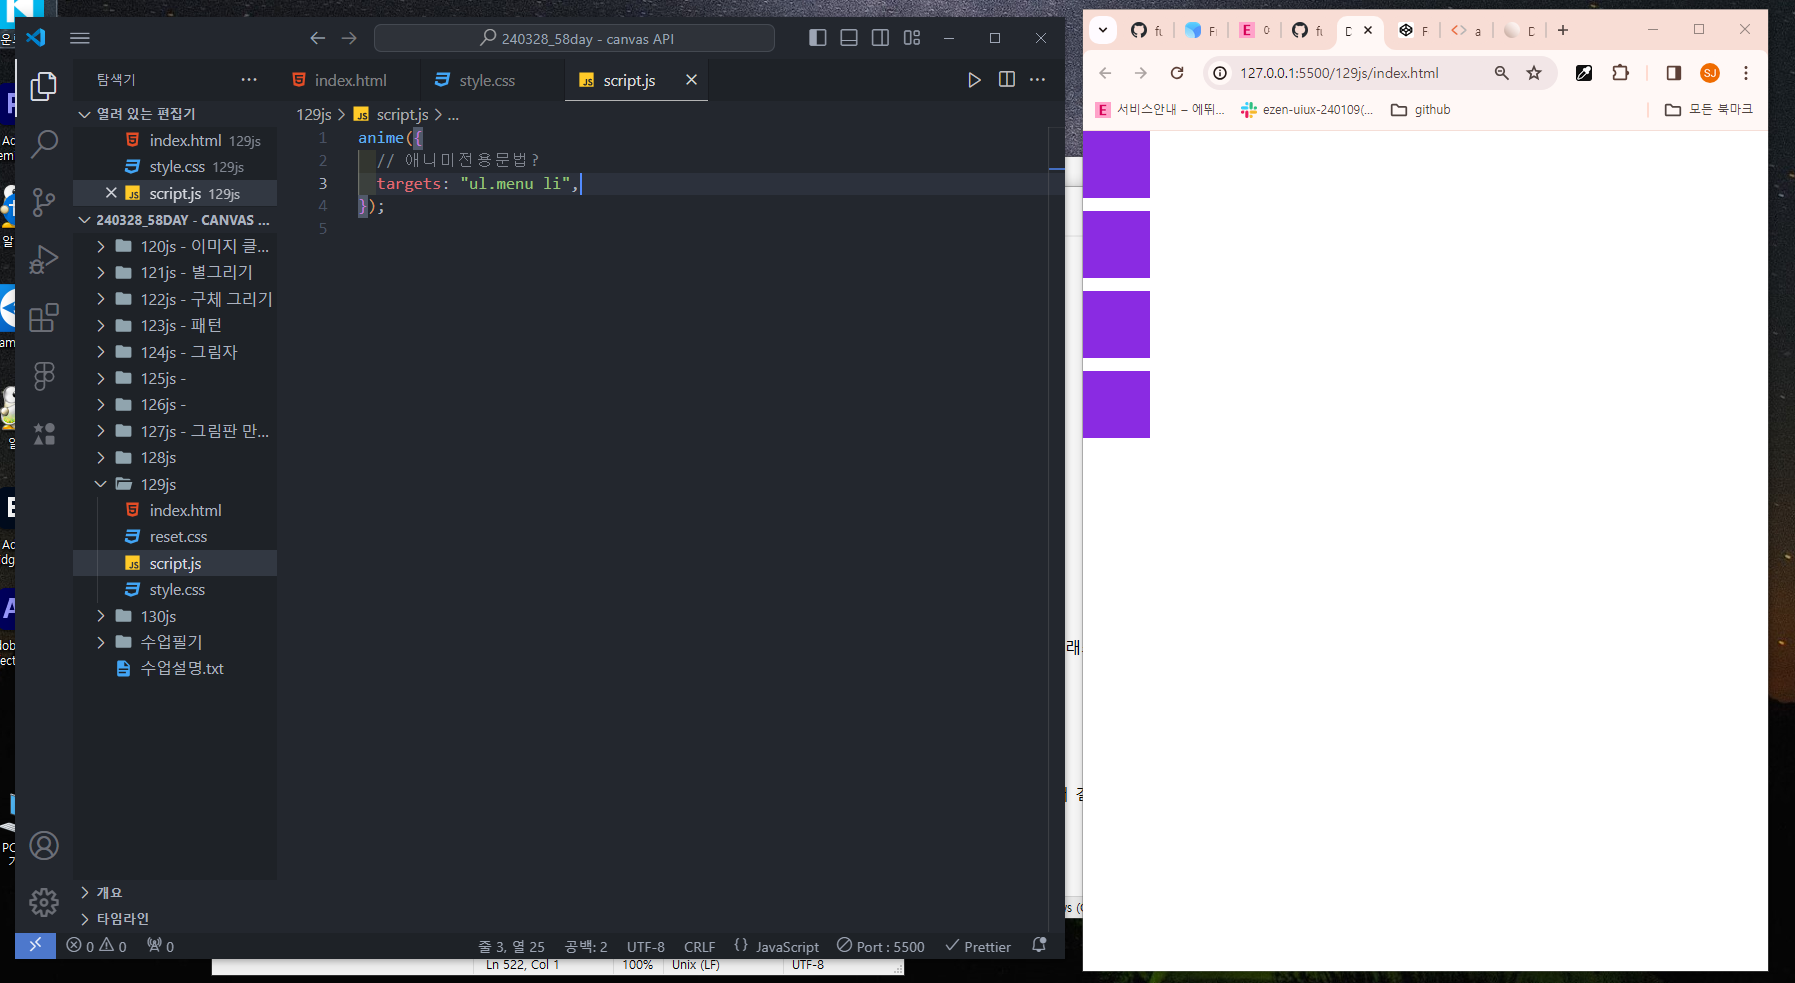 240328_58day - canvas API
탐색기
index.html
style.css
script.js
열려 있는 편집기
index.html 129js
style.css 129js
script.js 129js
240328_58DAY - CANVAS ...
120js - 이미지 클...
121js - 별그리기
122js - 구체 그리기
123js - 패턴
124js - 그림자
125js -
126js -
127js - 그림판 만...
128js
129js
index.html
reset.css
script.js
style.css
130js
수업필기
수업설명.txt
개요
타임라인
129js > script.js > ...
1 anime({
2 // 애니미전용문법?
3 targets: "ul.menu li",
4 });
5
0 0 0
줄 3, 열 25 공백: 2 UTF-8 CRLF {} JavaScript Port : 5500 Prettier
Ln 522, Col 1 100% Unix (LF) UTF-8
127.0.0.1:5500/129js/index.html
SJ
서비스안내 – 에뛰...
ezen-uiux-240109(...
github
모든 북마크